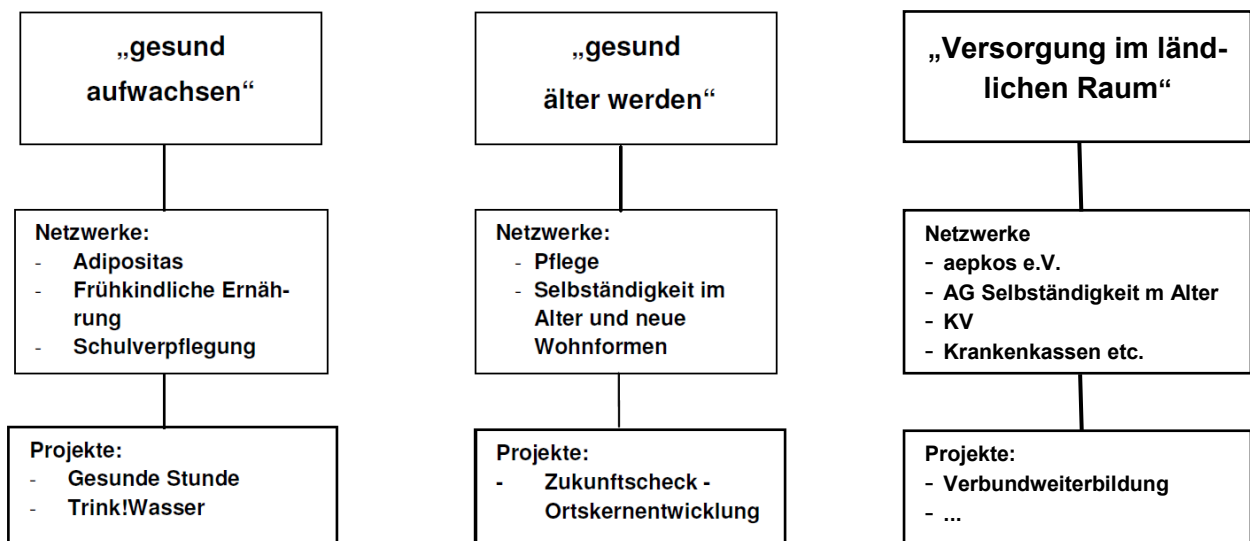 „gesund
aufwachsen“
Netzwerke:
- Adipositas
- Frühkindliche Ernäh-
rung
- Schulverpflegung
Projekte:
- Gesunde Stunde
- Trink!Wasser
„gesund
älter werden“
Netzwerke:
- Pflege
- Selbständigkeit im
Alter und neue
Wohnformen
Projekte:
- Zukunftscheck -
Ortskernentwicklung
„Versorgung im länd-
lichen Raum“
Netzwerke
- aepkos e.V.
- AG Selbständigkeit m Alter
- KV
- Krankenkassen etc.
Projekte:
- Verbundweiterbildung
- ...